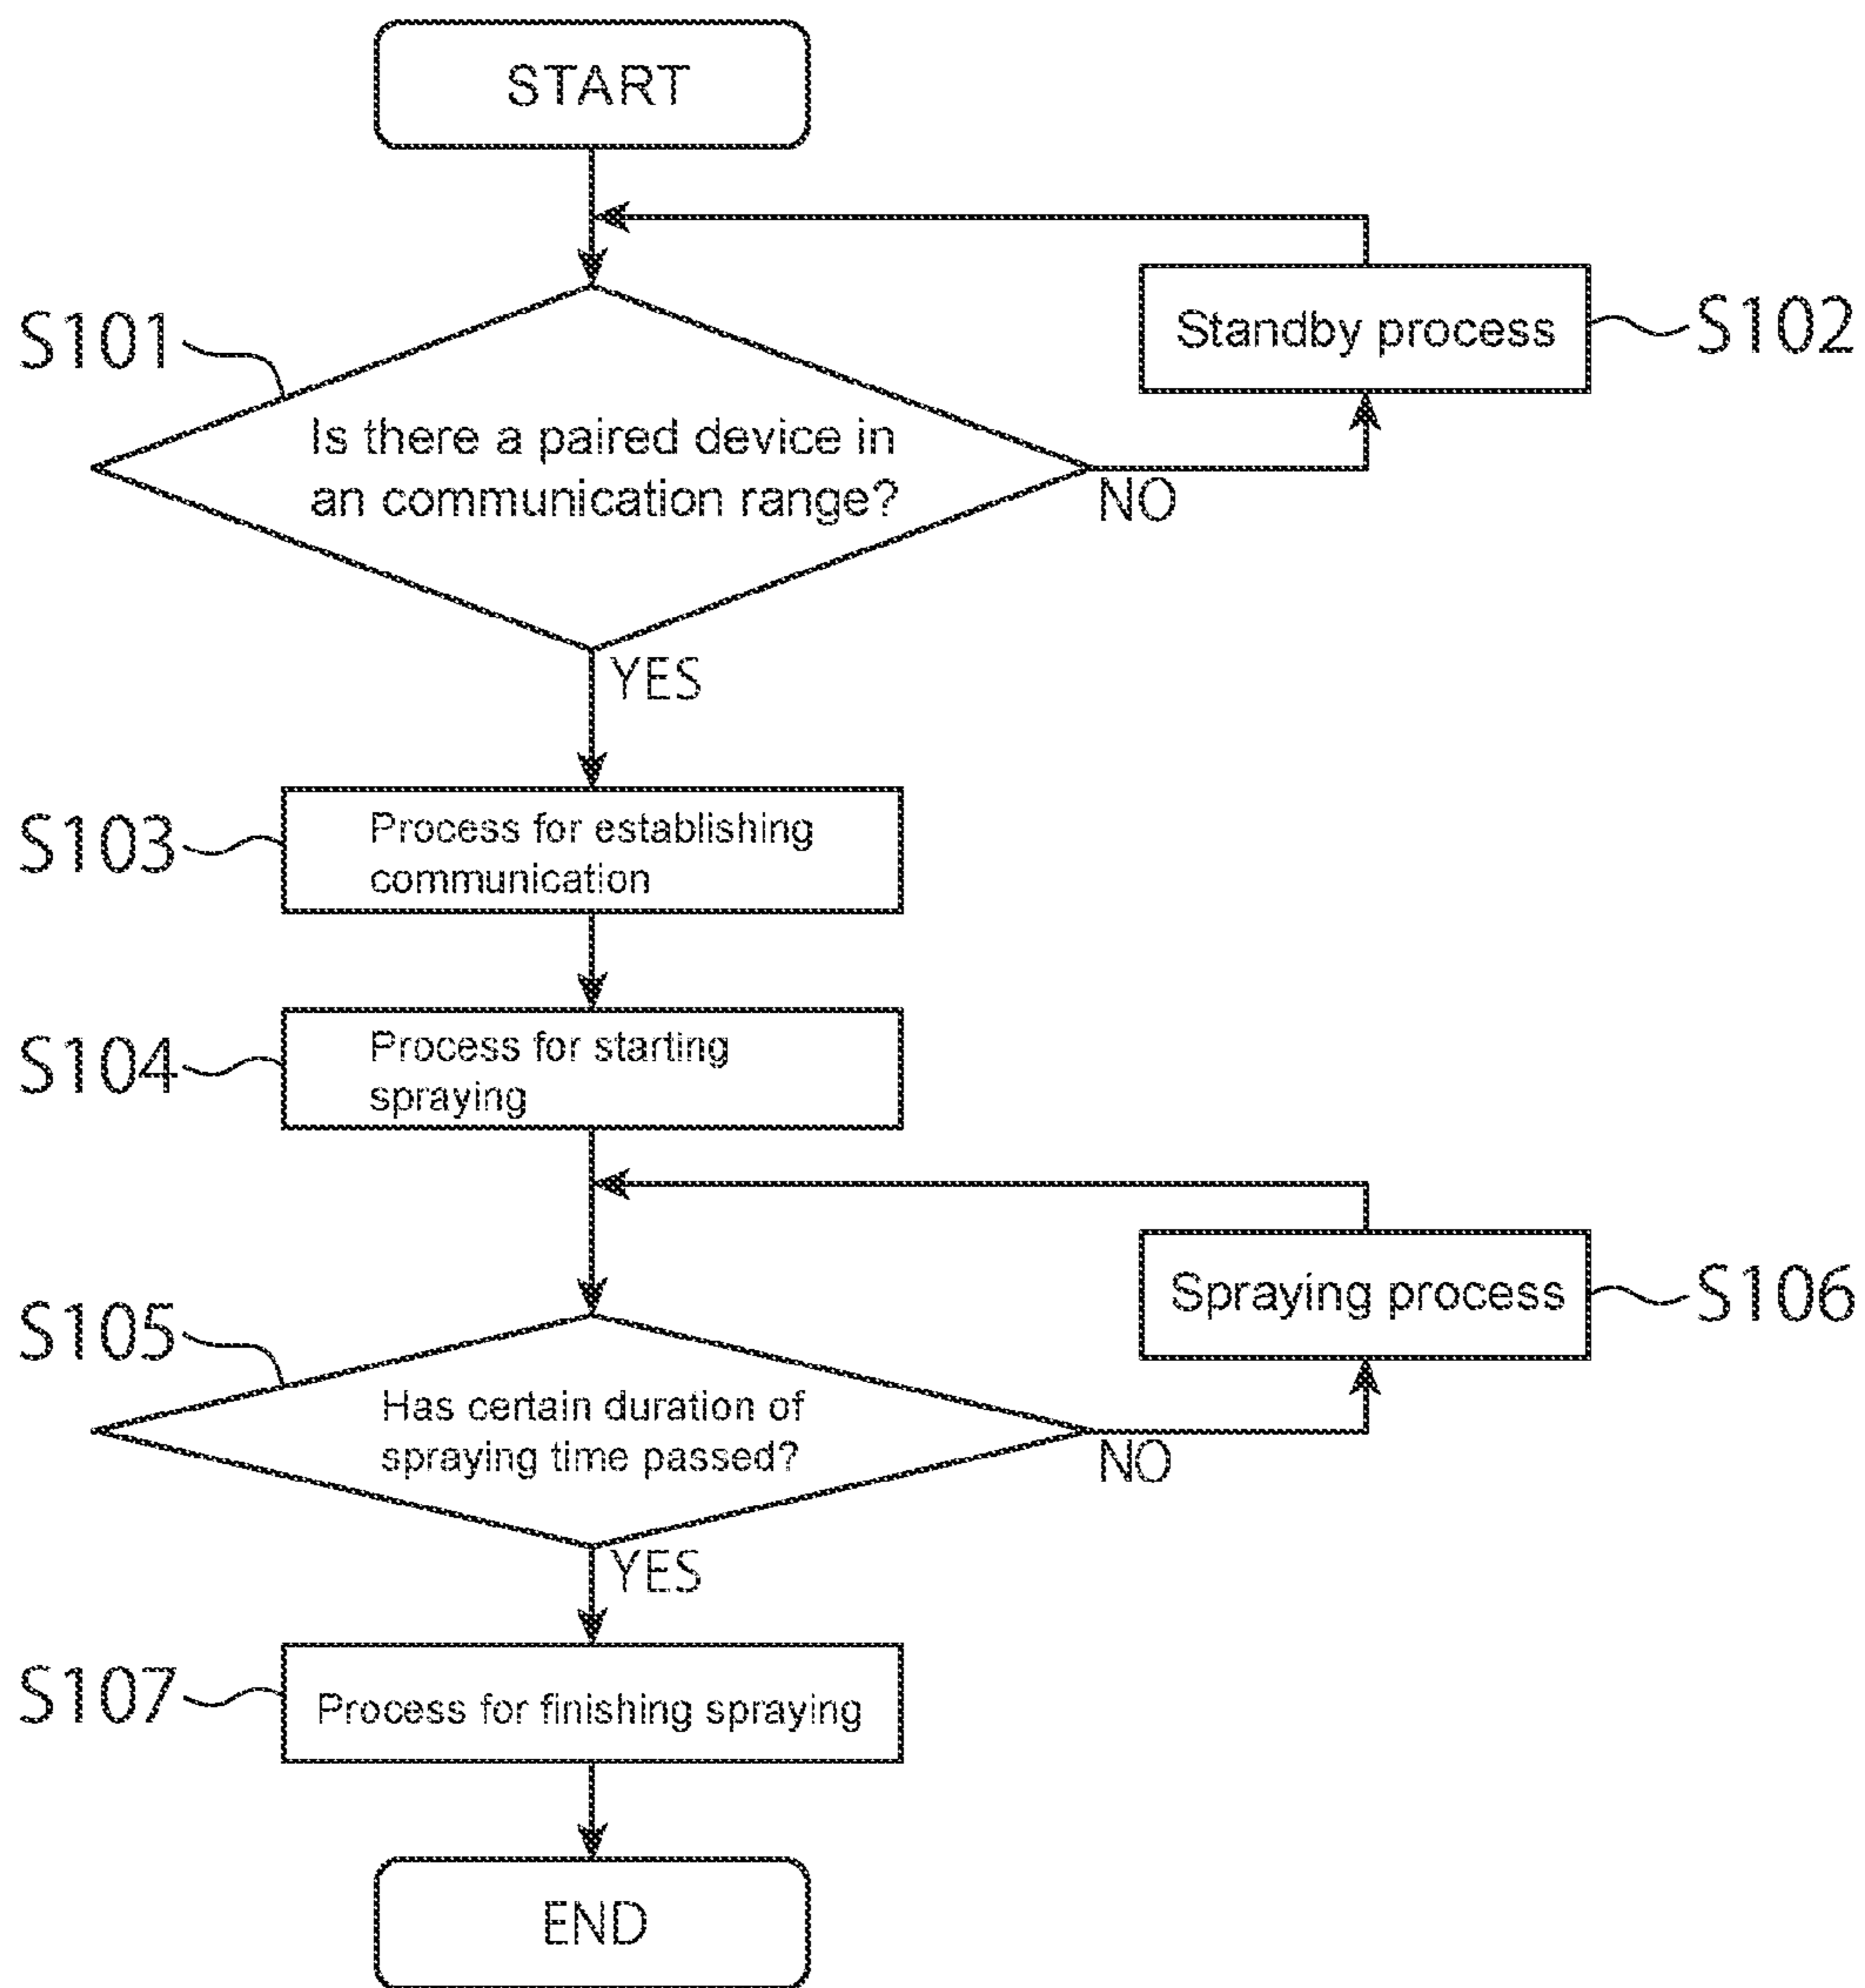 START
S101
Is there a paired device in
an communication range?
NO
Standby process
S102
YES
S103
Process for establishing
communication
S104
Process for starting
spraying
S105
Has certain duration of
spraying time passed?
NO
Spraying process
S106
YES
S107
Process for finishing spraying
END